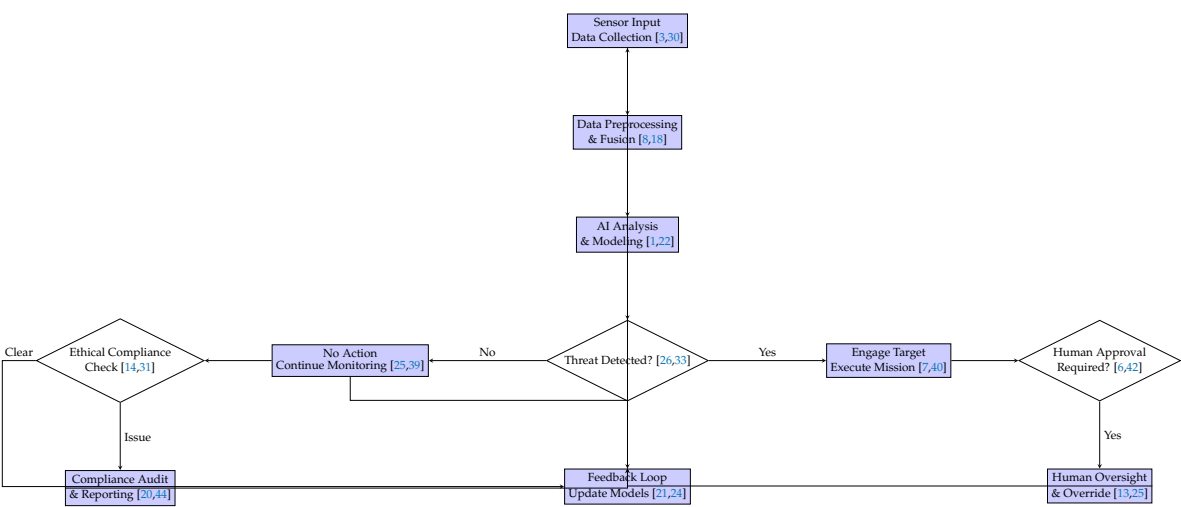 Sensor Input
Data Collection [3,30]
Data Preprocessing
& Fusion [8,18]
AI Analysis
& Modeling [1,22]
Clear
Ethical Compliance
Check [14,31]
No Action
Continue Monitoring [25,39]
No
Threat Detected? [26,33]
Yes
Engage Target
Execute Mission [7,40]
Human Approval
Required? [6,42]
Issue
Yes
Compliance Audit
& Reporting [20,44]
Feedback Loop
Update Models [21,24]
Human Oversight
& Override [13,25]